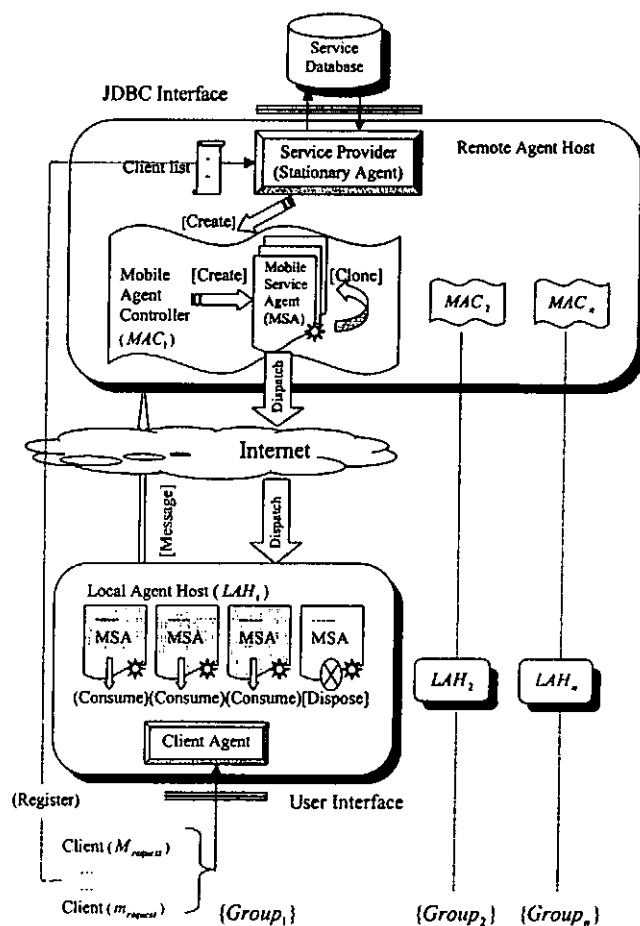 Service
Database
JDBC Interface
Client list
Service Provider
(Stationary Agent)
Remote Agent Host
[Create]
Mobile
Agent
Controller
(MAC₁)
[Create]
Mobile
Service
Agent
(MSA)
[Clone]
MAC₂
MACₙ
Dispatch
Internet
[Message]
Dispatch
Local Agent Host (LAH₁)
MSA
MSA
MSA
MSA
(Consume)(Consume)(Consume)[Dispose}
LAH₂
LAHₙ
Client Agent
(Register)
User Interface
Client (M_request)
...
...
Client (m_request)
{Group₁}
{Group₂}
{Groupₙ}